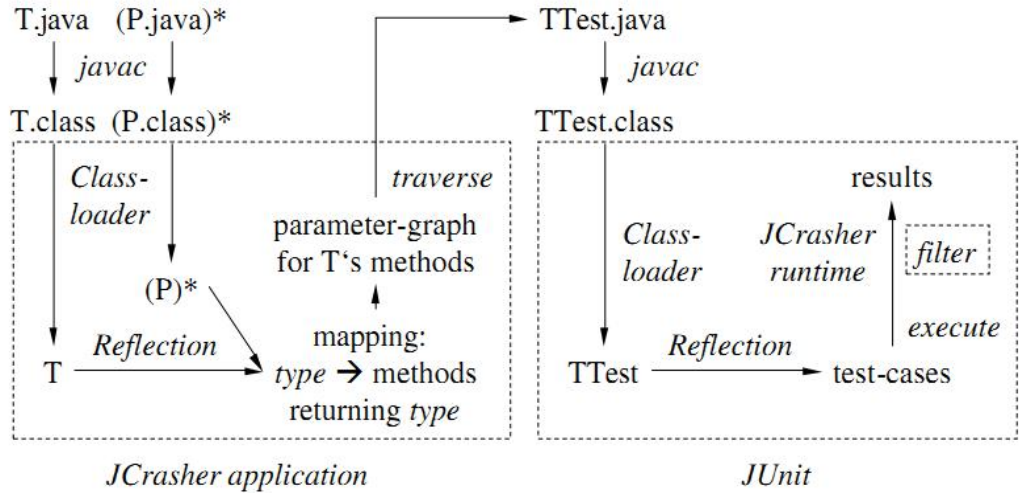 T.java (P.java)*
javac
T.class (P.class)*
Class-
loader
(P)*
Reflection
T
mapping:
type → methods
returning type
parameter-graph
for T‘s methods
traverse
JCrasher application
TTest.java
javac
TTest.class
Class-
loader
TTest
Reflection
test-cases
execute
JCrasher
runtime
filter
results
JUnit